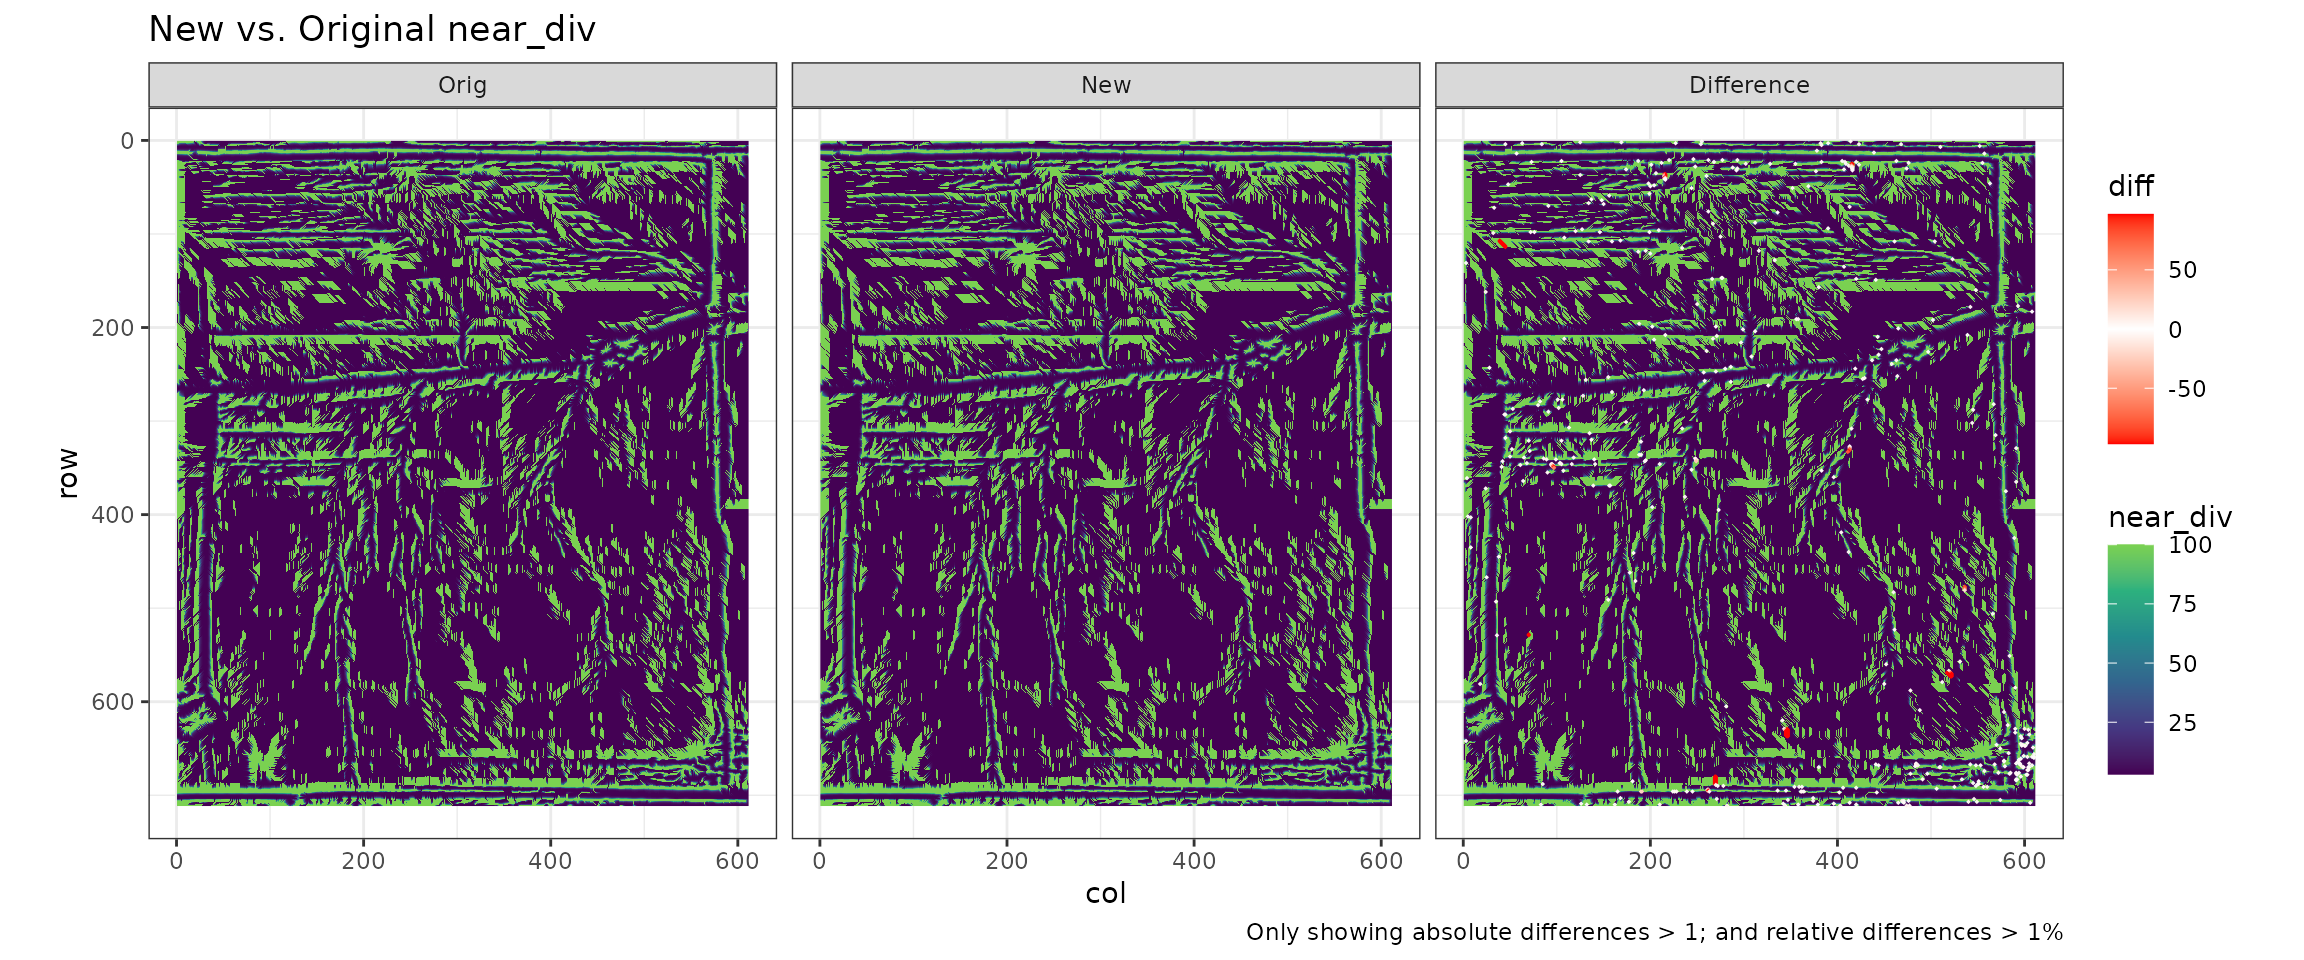 New vs. Original near_div
Orig
New
Difference
0
200
400
600
row
0
200
400
600
0
200
400
600
0
200
400
600
col
diff
50
0
-50
near_div
100
75
50
25
Only showing absolute differences > 1; and relative differences > 1%